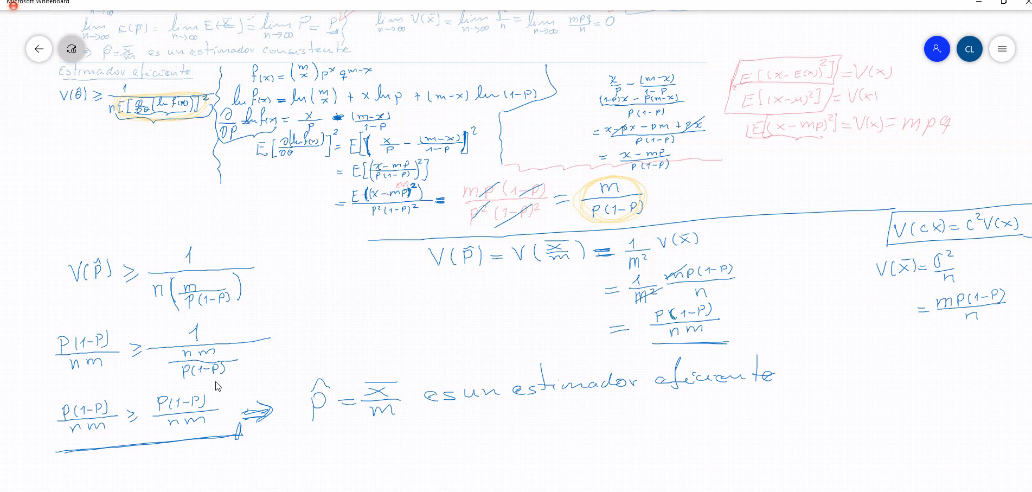 Microsoft Whiteboard
lim n→∞ E(p̂) = lim n→∞ E(x̄/m) = lim n→∞ P = P
lim n→∞ V(x̄) = lim n→∞ σ²/n = lim n→∞ mpq/n = 0
⇒ p̂ = x̄/m es un estimador consistente
CL
Estimador eficiente
V(θ̂) ≥ 1 / nE[∂/∂θ (ln f(x))]²
f(x) = (m x) p^x q^(m-x)
ln f(x) = ln (m x) + x ln p + (m-x) ln (1-p)
∂/∂p ln f(x) = x/p - (m-x)/(1-p)
E[∂ ln f(x)/∂θ]² = E[x/p - (m-x)/(1-p)]²
= E[(x-mp / p(1-p))²]
= E((x-mp)²) / p²(1-p)² = mp(1-p) / p²(1-p)² = m / p(1-p)
x/p - (m-x)/(1-p)
(1-p)x - p(m-x) / p(1-p)
= x - px - pm + px / p(1-p)
= x - mp / p(1-p)
E[(x-E(x))²] = V(x)
E[(x-μ)²] = V(x)
E[(x-mp)²] = V(x) = mpq
V(p̂) = V(x̄/m) = 1/m² V(x̄)
= 1/m² mp(1-p)/n
= p(1-p)/nm
V(cx) = c²V(x)
V(x̄) = σ²/n
= mp(1-p)/n
V(p̂) ≥ 1 / n(m / p(1-p))
p(1-p)/nm ≥ 1 / (nm / p(1-p))
p(1-p)/nm ≥ p(1-p)/nm ⇒ p̂ = x̄/m es un estimador eficiente